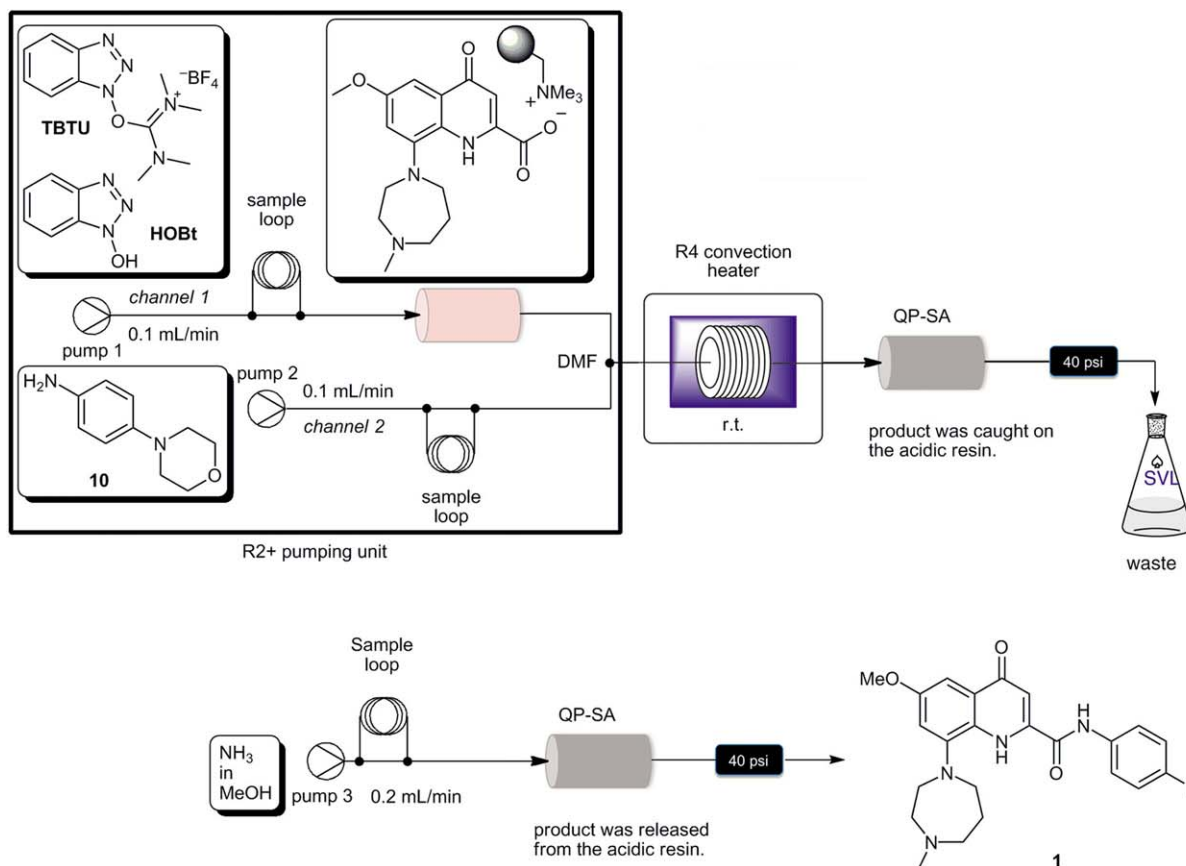 TBTU
⁻BF₄
HOBt
sample
loop
channel 1
0.1 mL/min
pump 1
NMe₃
H₂N
10
pump 2
0.1 mL/min
channel 2
sample
loop
R2+ pumping unit
DMF
R4 convection
heater
r.t.
QP-SA
product was caught on
the acidic resin.
40 psi
SVL
waste
NH₃
in
MeOH
pump 3
Sample
loop
0.2 mL/min
QP-SA
product was released
from the acidic resin.
40 psi
MeO
1
N
N
N
O
N⁺
N
N
N
N
OH
O
O
N
H
O⁻
O
N
N
+
N
O
O
N
H
H
N
O
N
N